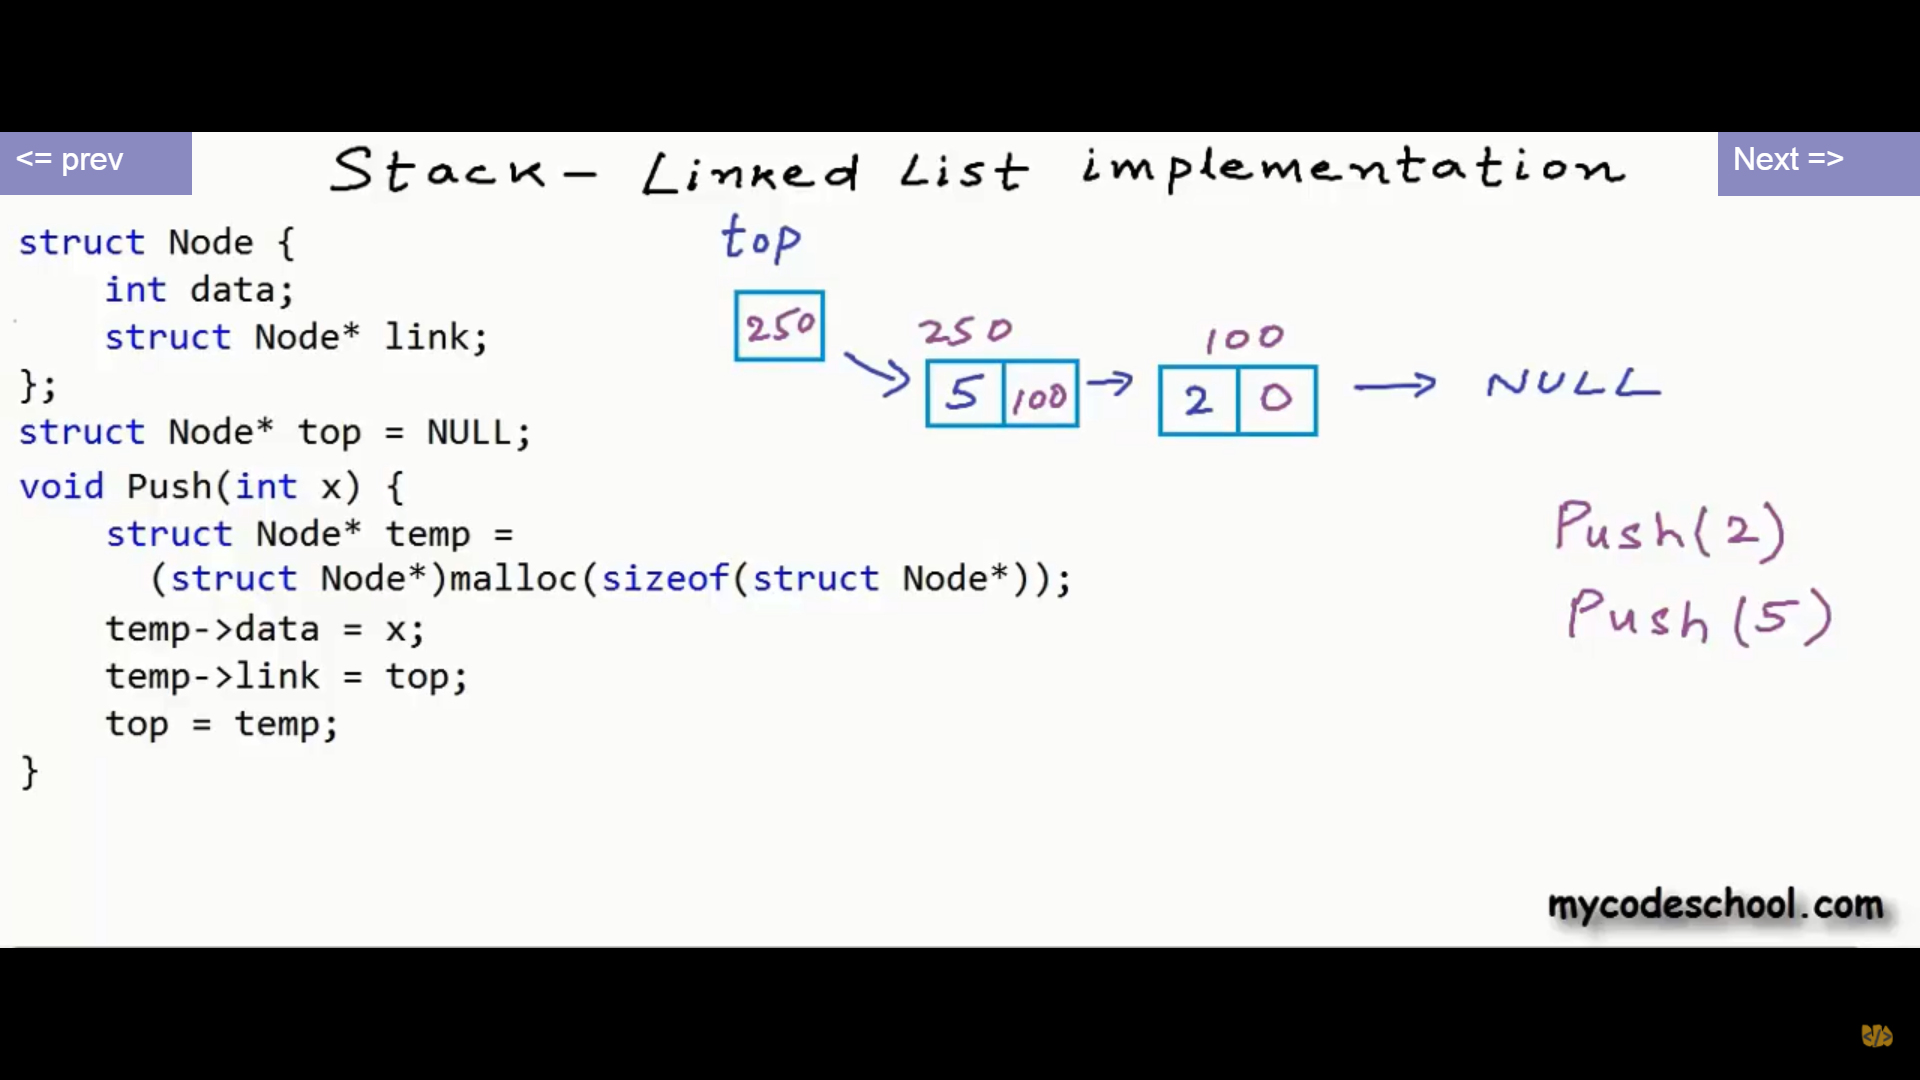 <= prev
Stack - Linked List implementation
Next =>
struct Node {
int data;
struct Node* link;
};
struct Node* top = NULL;
void Push(int x) {
struct Node* temp =
(struct Node*)malloc(sizeof(struct Node*));
temp->data = x;
temp->link = top;
top = temp;
}
top
250
250
5 100
100
2 0
NULL
Push(2)
Push(5)
mycodeschool.com